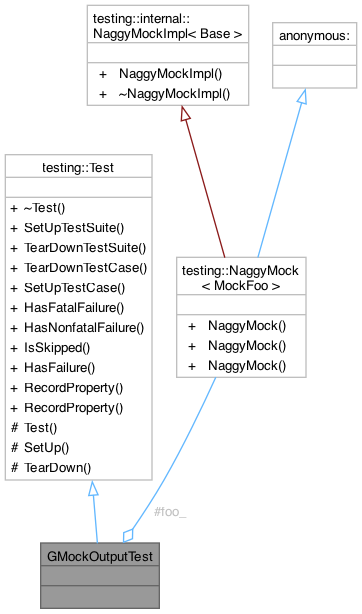 testing::internal::
NaggyMockImpl< Base >
+ NaggyMockImpl()
+ ~NaggyMockImpl()
anonymous:
testing::Test
+ ~Test()
+ SetUpTestSuite()
+ TearDownTestSuite()
+ TearDownTestCase()
+ SetUpTestCase()
+ HasFatalFailure()
+ HasNonfatalFailure()
+ IsSkipped()
+ HasFailure()
+ RecordProperty()
+ RecordProperty()
# Test()
# SetUp()
# TearDown()
testing::NaggyMock
< MockFoo >
+ NaggyMock()
+ NaggyMock()
+ NaggyMock()
#foo_
GMockOutputTest